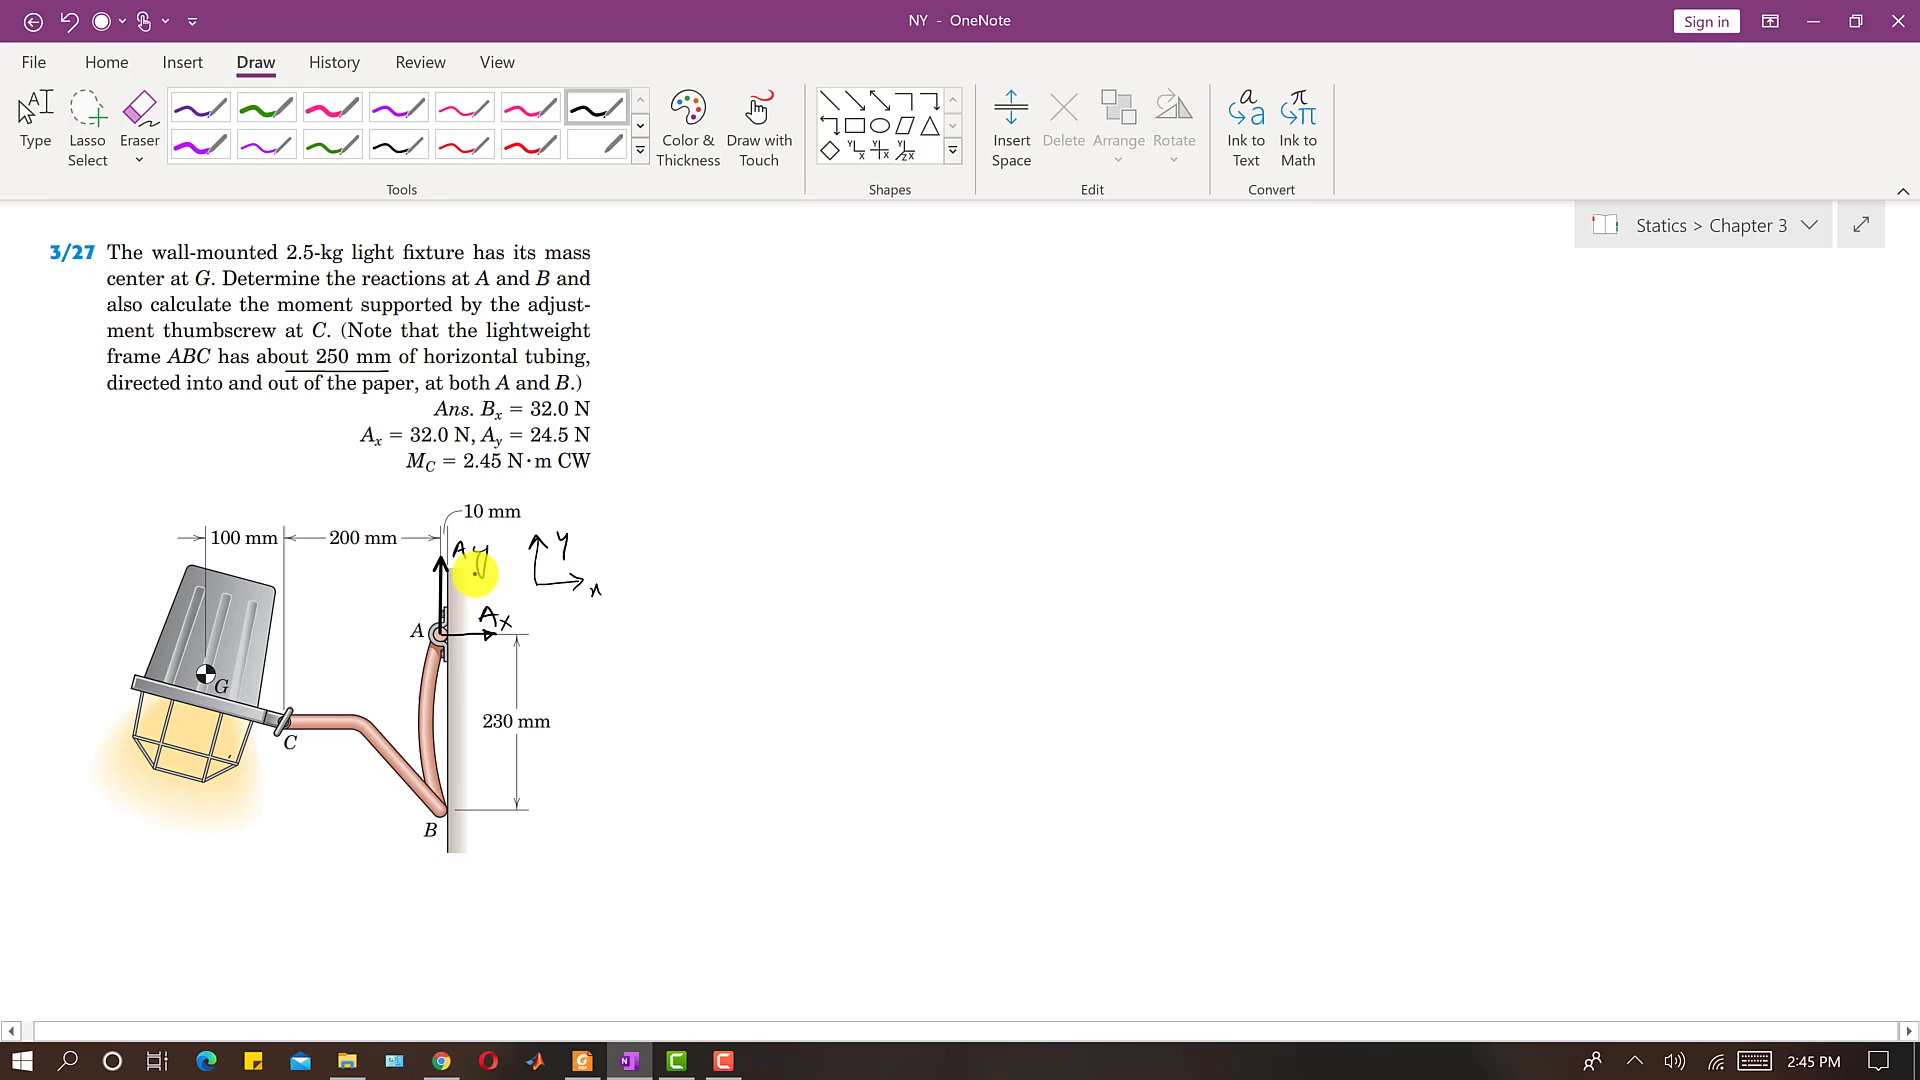 NY - OneNote
Sign in
File Home Insert Draw History Review View
Type
Lasso Select
Eraser
Color & Thickness
Draw with Touch
Insert Space
Delete
Arrange
Rotate
Ink to Text
Ink to Math
Tools
Shapes
Edit
Convert
Statics > Chapter 3
3/27 The wall-mounted 2.5-kg light fixture has its mass
center at G. Determine the reactions at A and B and
also calculate the moment supported by the adjust-
ment thumbscrew at C. (Note that the lightweight
frame ABC has about 250 mm of horizontal tubing,
directed into and out of the paper, at both A and B.)
Ans. Bx = 32.0 N
Ax = 32.0 N, Ay = 24.5 N
MC = 2.45 N·m CW
10 mm
100 mm
200 mm
Ay
y
x
Ax
A
G
230 mm
C
B
2:45 PM